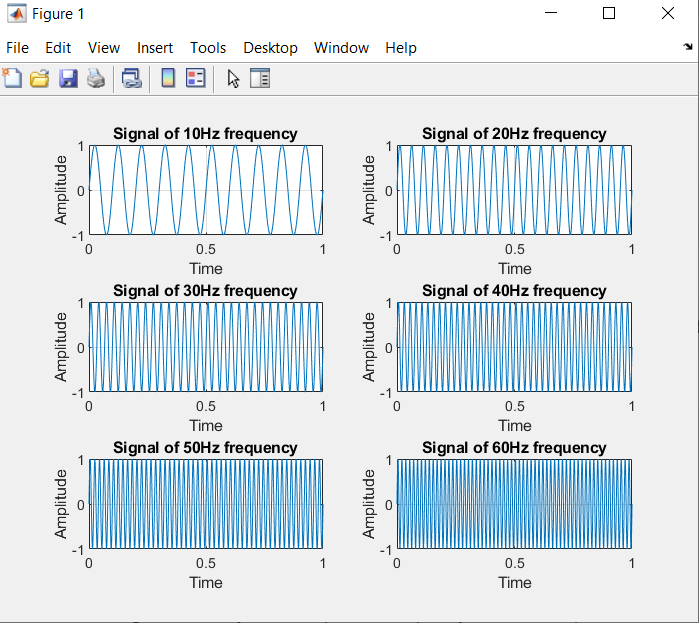 Figure 1
File Edit View Insert Tools Desktop Window Help
Signal of 10Hz frequency
1
0
-1
Amplitude
0 0.5 1
Time
Signal of 20Hz frequency
1
0
-1
Amplitude
0 0.5 1
Time
Signal of 30Hz frequency
1
0
-1
Amplitude
0 0.5 1
Time
Signal of 40Hz frequency
1
0
-1
Amplitude
0 0.5 1
Time
Signal of 50Hz frequency
1
0
-1
Amplitude
0 0.5 1
Time
Signal of 60Hz frequency
1
0
-1
Amplitude
0 0.5 1
Time